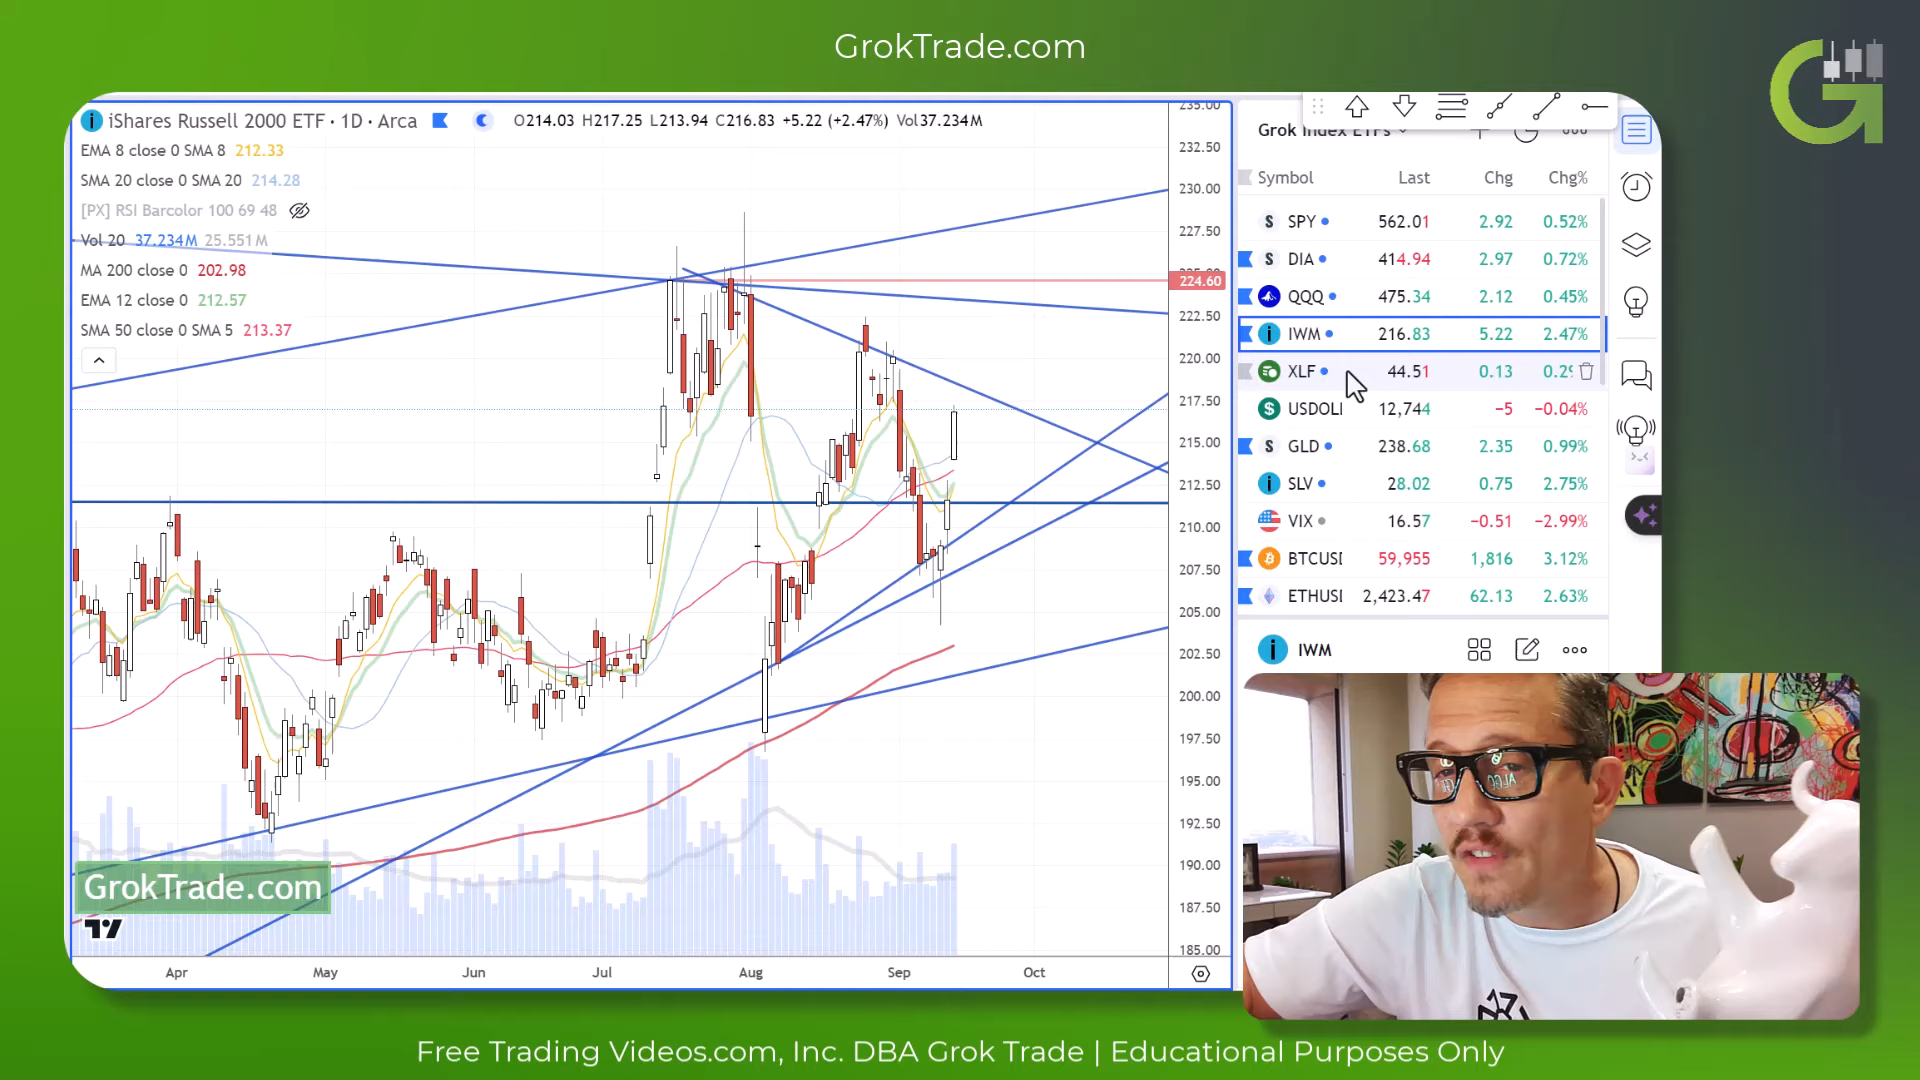 GrokTrade.com
iShares Russell 2000 ETF · 1D · Arca O214.03 H217.25 L213.94 C216.83 +5.22 (+2.47%) Vol37.234M
EMA 8 close 0 SMA 8 212.33
SMA 20 close 0 SMA 20 214.28
[PX] RSI Barcolor 100 69 48
Vol 20 37.234M 25.551M
MA 200 close 0 202.98
EMA 12 close 0 212.57
SMA 50 close 0 SMA 5 213.37
235.00
232.50
230.00
227.50
224.60
222.50
220.00
217.50
215.00
212.50
210.00
207.50
205.00
202.50
200.00
197.50
195.00
192.50
190.00
187.50
185.00
Apr May Jun Jul Aug Sep Oct
GrokTrade.com
Grok Index ETFs
Symbol Last Chg Chg%
SPY 562.01 2.92 0.52%
DIA 414.94 2.97 0.72%
QQQ 475.34 2.12 0.45%
IWM 216.83 5.22 2.47%
XLF 44.51 0.13 0.29
USDOLI 12,744 −5 −0.04%
GLD 238.68 2.35 0.99%
SLV 28.02 0.75 2.75%
VIX 16.57 −0.51 −2.99%
BTCUSI 59,955 1,816 3.12%
ETHUSI 2,423.47 62.13 2.63%
IWM
Free Trading Videos.com, Inc. DBA Grok Trade | Educational Purposes Only